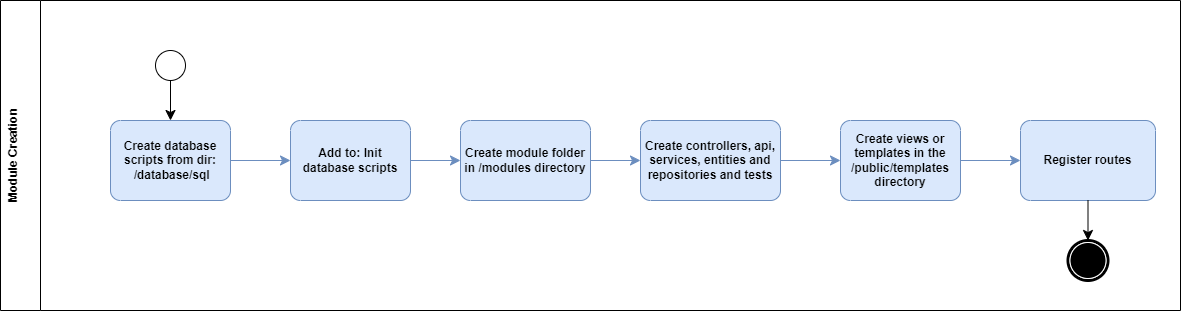 Module Creation
Create database
scripts from dir:
/database/sql
Add to: Init
database scripts
Create module folder
in /modules directory
Create controllers, api,
services, entities and
repositories and tests
Create views or
templates in the
/public/templates
directory
Register routes